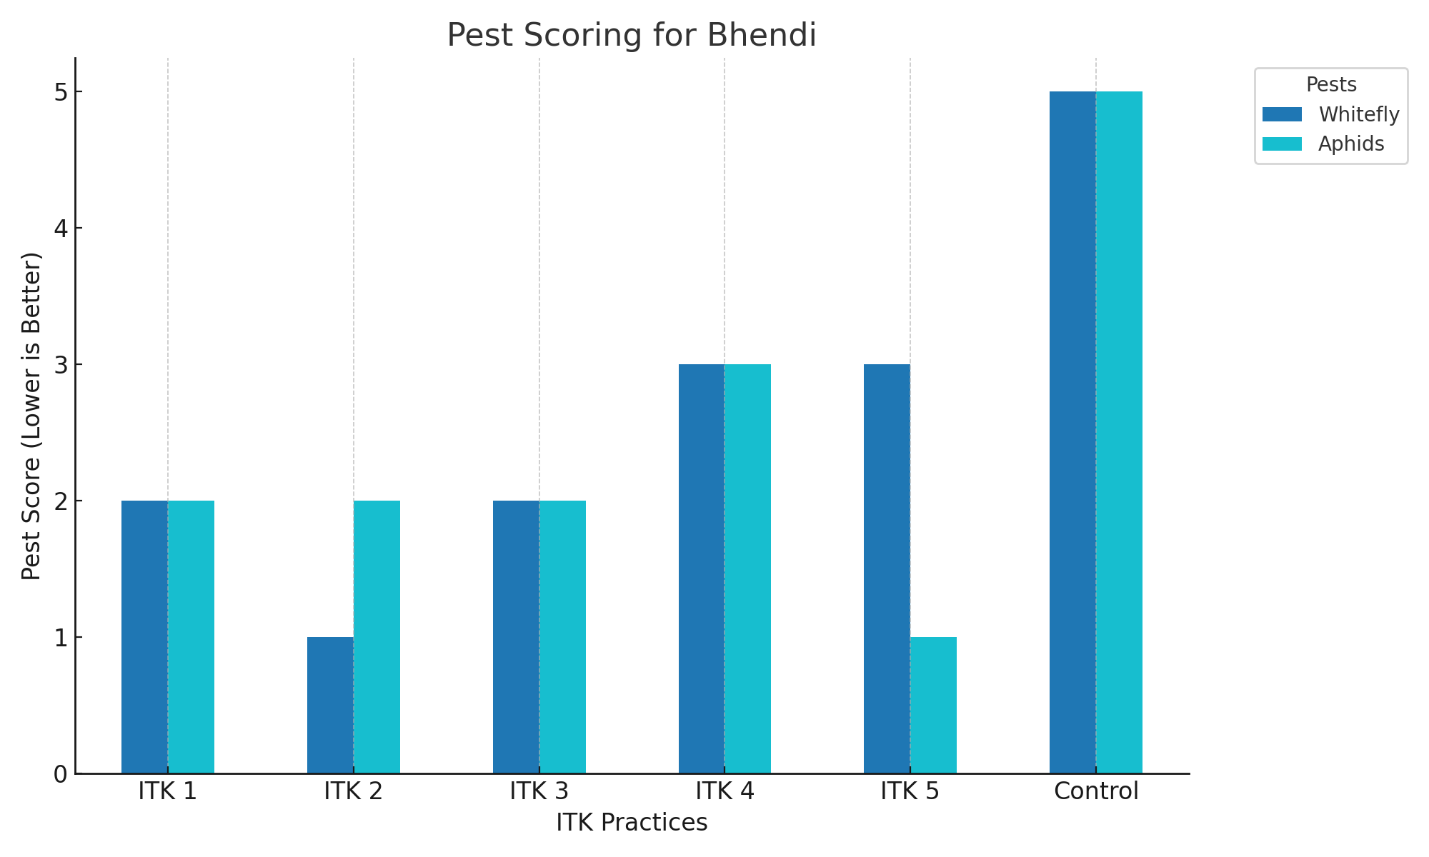 Pest Scoring for Bhendi
Pests
Whitefly
Aphids
Pest Score (Lower is Better)
5
4
3
2
1
0
ITK 1
ITK 2
ITK 3
ITK 4
ITK 5
Control
ITK Practices